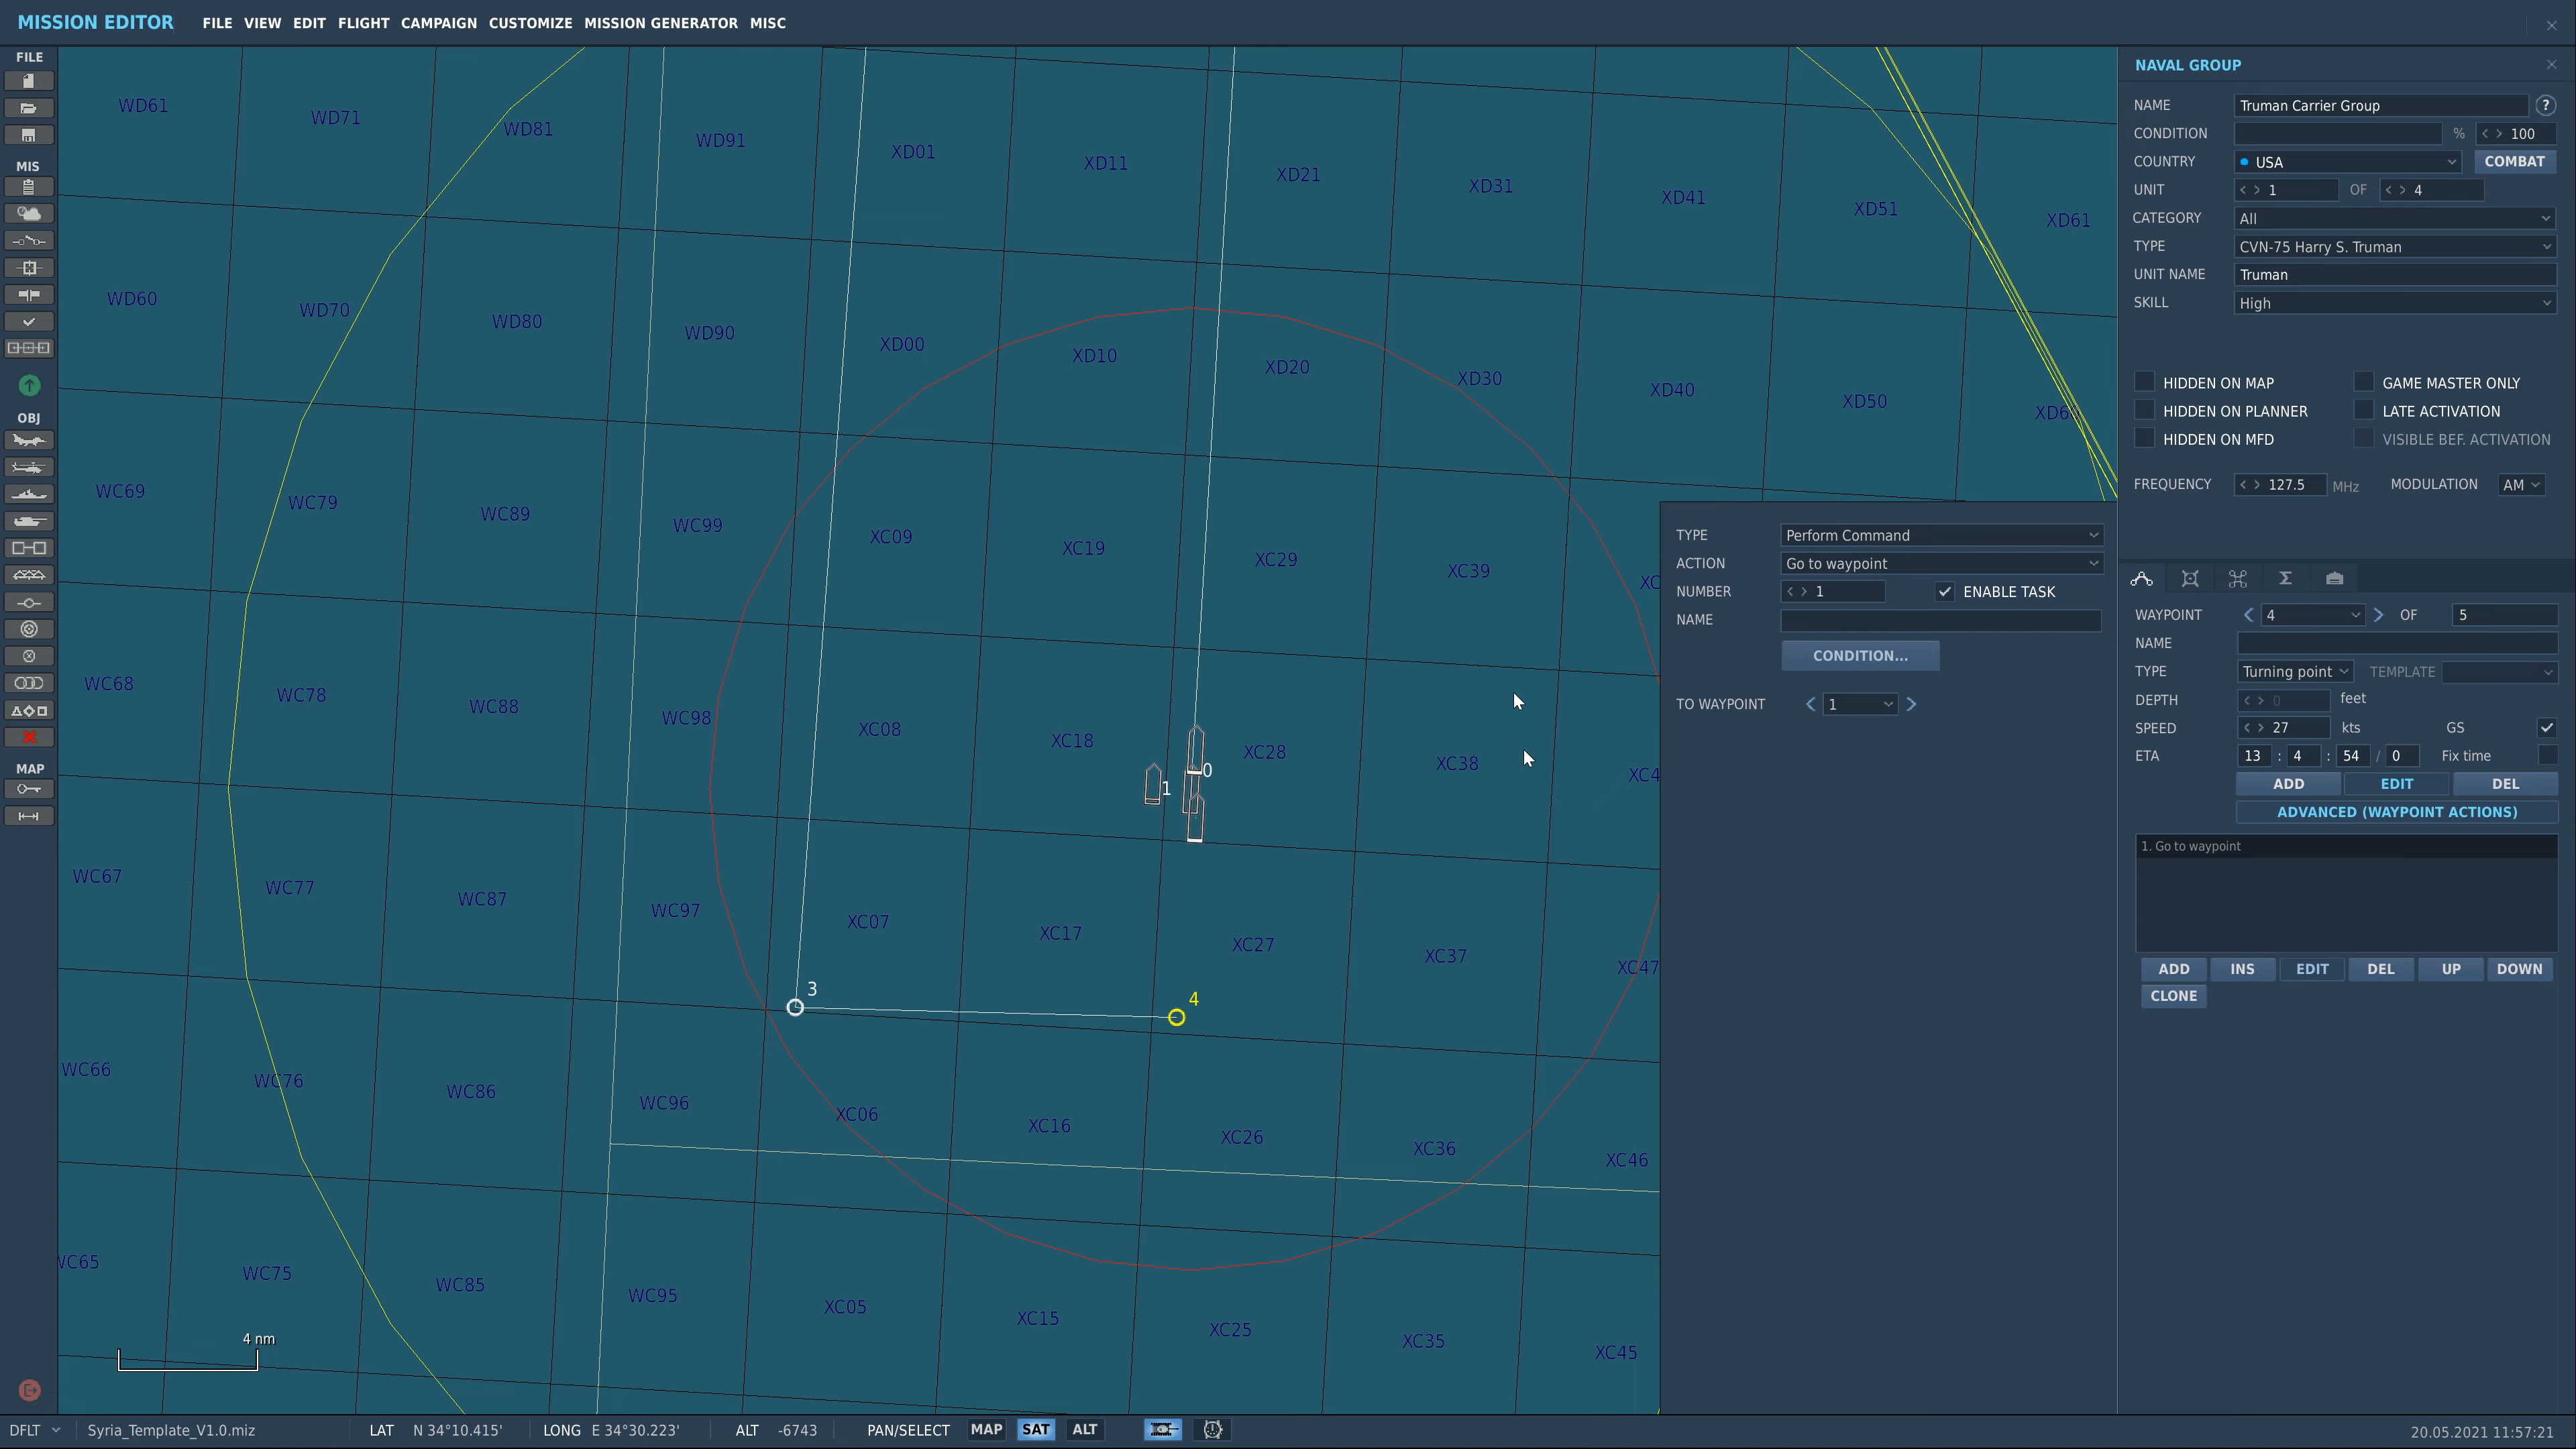 MISSION EDITOR
FILE VIEW EDIT FLIGHT CAMPAIGN CUSTOMIZE MISSION GENERATOR MISC
FILE
MIS
OBJ
MAP
WD61 WD71 WD81 WD91 XD01 XD11 XD21 XD31 XD41 XD51 XD61
WD60 WD70 WD80 WD90 XD00 XD10 XD20 XD30 XD40 XD50
WC69 WC79 WC89 WC99 XC09 XC19 XC29 XC39 XC
WC68 WC78 WC88 WC98 XC08 XC18 XC28 XC38 XC4
1 0
WC67 WC77 WC87 WC97 XC07 XC17 XC27 XC37 XC47
3 4
WC66 WC76 WC86 WC96 XC06 XC16 XC26 XC36 XC46
WC65 WC75 WC85 WC95 XC05 XC15 XC25 XC35 XC45
4 nm
TYPE Perform Command
ACTION Go to waypoint
NUMBER < > 1 ENABLE TASK
NAME
CONDITION...
TO WAYPOINT < 1 >
NAVAL GROUP
NAME Truman Carrier Group ?
CONDITION % < > 100
COUNTRY USA COMBAT
UNIT < > 1 OF < > 4
CATEGORY All
TYPE CVN-75 Harry S. Truman
UNIT NAME Truman
SKILL High
HIDDEN ON MAP GAME MASTER ONLY
HIDDEN ON PLANNER LATE ACTIVATION
HIDDEN ON MFD VISIBLE BEF. ACTIVATION
FREQUENCY < > 127.5 MHz MODULATION AM
WAYPOINT < 4 > OF 5
NAME
TYPE Turning point TEMPLATE
DEPTH < > 0 feet
SPEED < > 27 kts GS
ETA 13 : 4 : 54 / 0 Fix time
ADD EDIT DEL
ADVANCED (WAYPOINT ACTIONS)
1. Go to waypoint
ADD INS EDIT DEL UP DOWN
CLONE
DFLT Syria_Template_V1.0.miz LAT N 34°10.415' LONG E 34°30.223' ALT -6743 PAN/SELECT MAP SAT ALT 20.05.2021 11:57:21